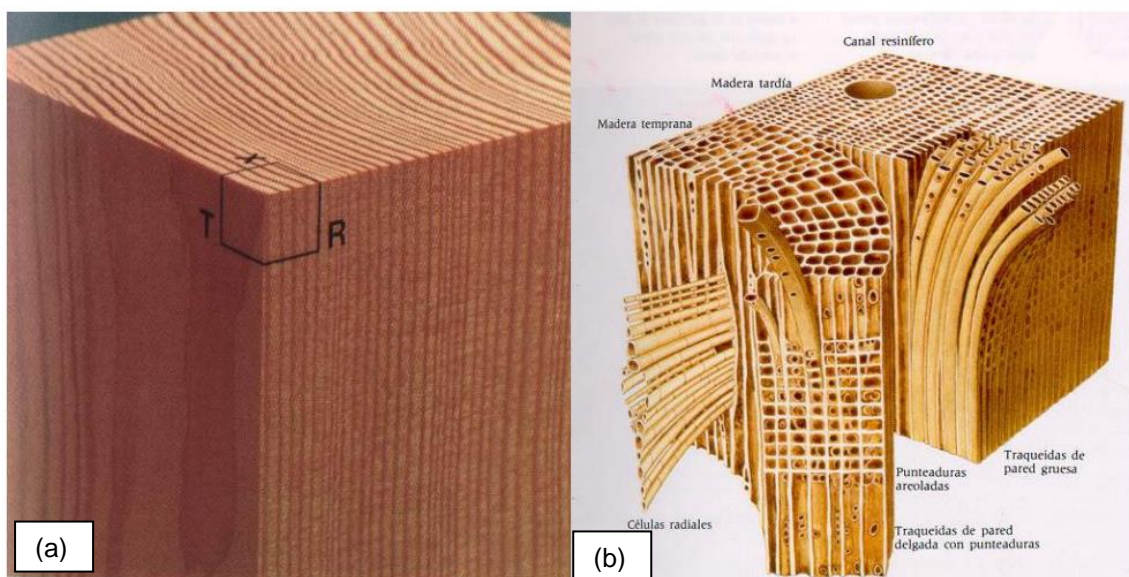 X
T
R
(a)
Canal resinífero
Madera tardía
Madera temprana
Traqueidas de
pared gruesa
Punteaduras
areoladas
Células radiales
Traqueidas de pared
delgada con punteaduras
(b)